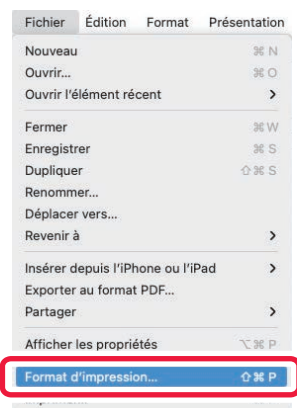 Fichier Édition Format Présentation
Nouveau ⌘ N
Ouvrir... ⌘ O
Ouvrir l'élément récent >
Fermer ⌘ W
Enregistrer ⌘ S
Dupliquer ⇧ ⌘ S
Renommer...
Déplacer vers...
Revenir à >
Insérer depuis l'iPhone ou l'iPad >
Exporter au format PDF...
Partager >
Afficher les propriétés ⌥ ⌘ P
Format d'impression... ⇧ ⌘ P